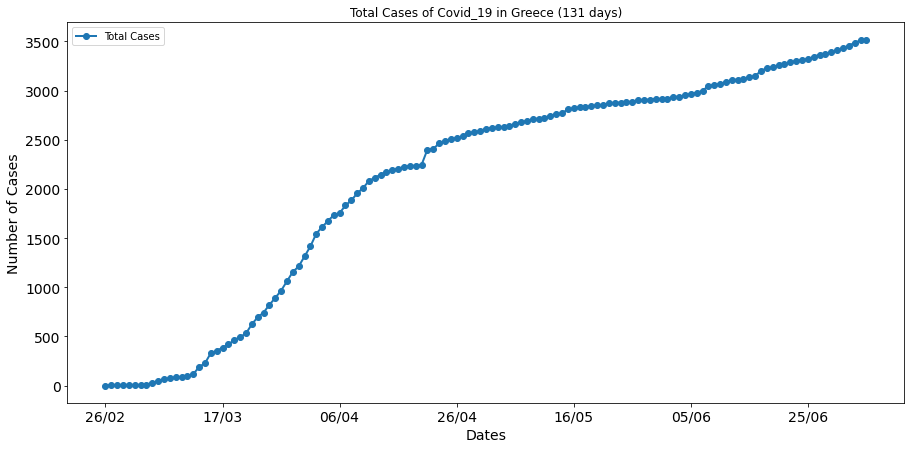 Total Cases of Covid_19 in Greece (131 days)
Total Cases
Number of Cases
3500
3000
2500
2000
1500
1000
500
0
26/02 17/03 06/04 26/04 16/05 05/06 25/06
Dates